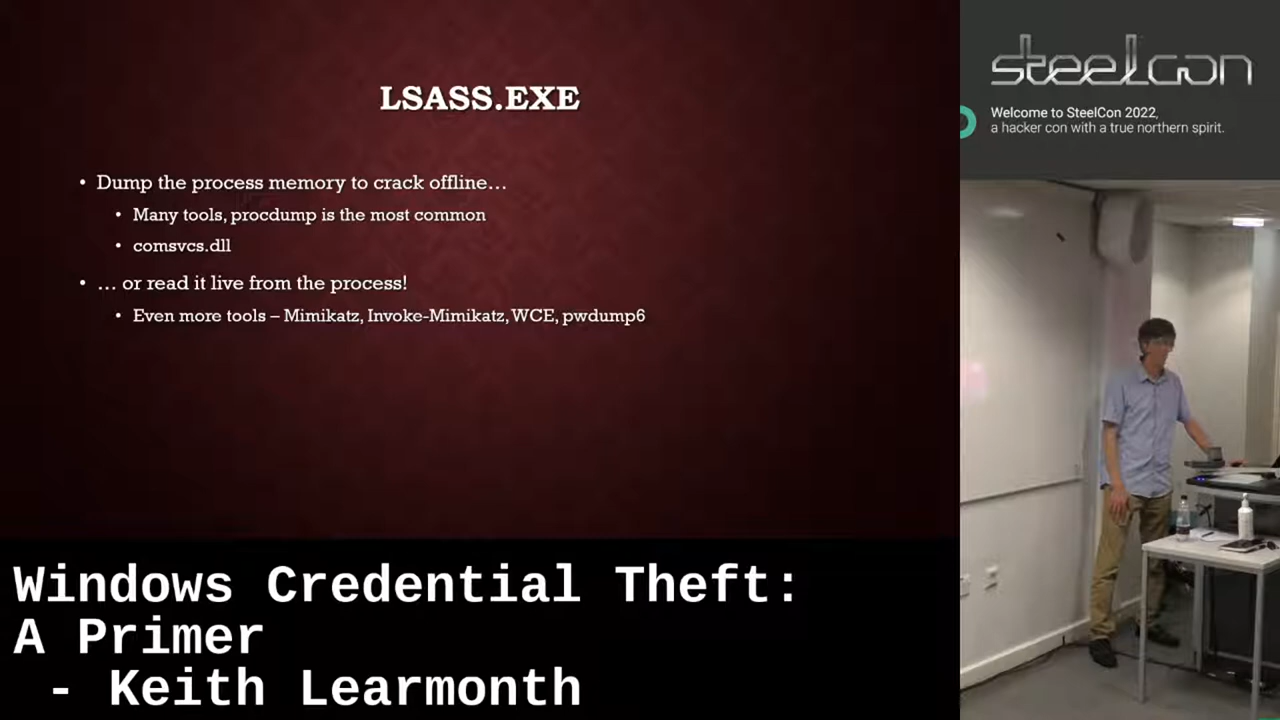 LSASS.EXE
• Dump the process memory to crack offline…
• Many tools, procdump is the most common
• comsvcs.dll
• … or read it live from the process!
• Even more tools – Mimikatz, Invoke-Mimikatz, WCE, pwdump6
Windows Credential Theft:
A Primer
- Keith Learmonth
steelcon
Welcome to SteelCon 2022,
a hacker con with a true northern spirit.